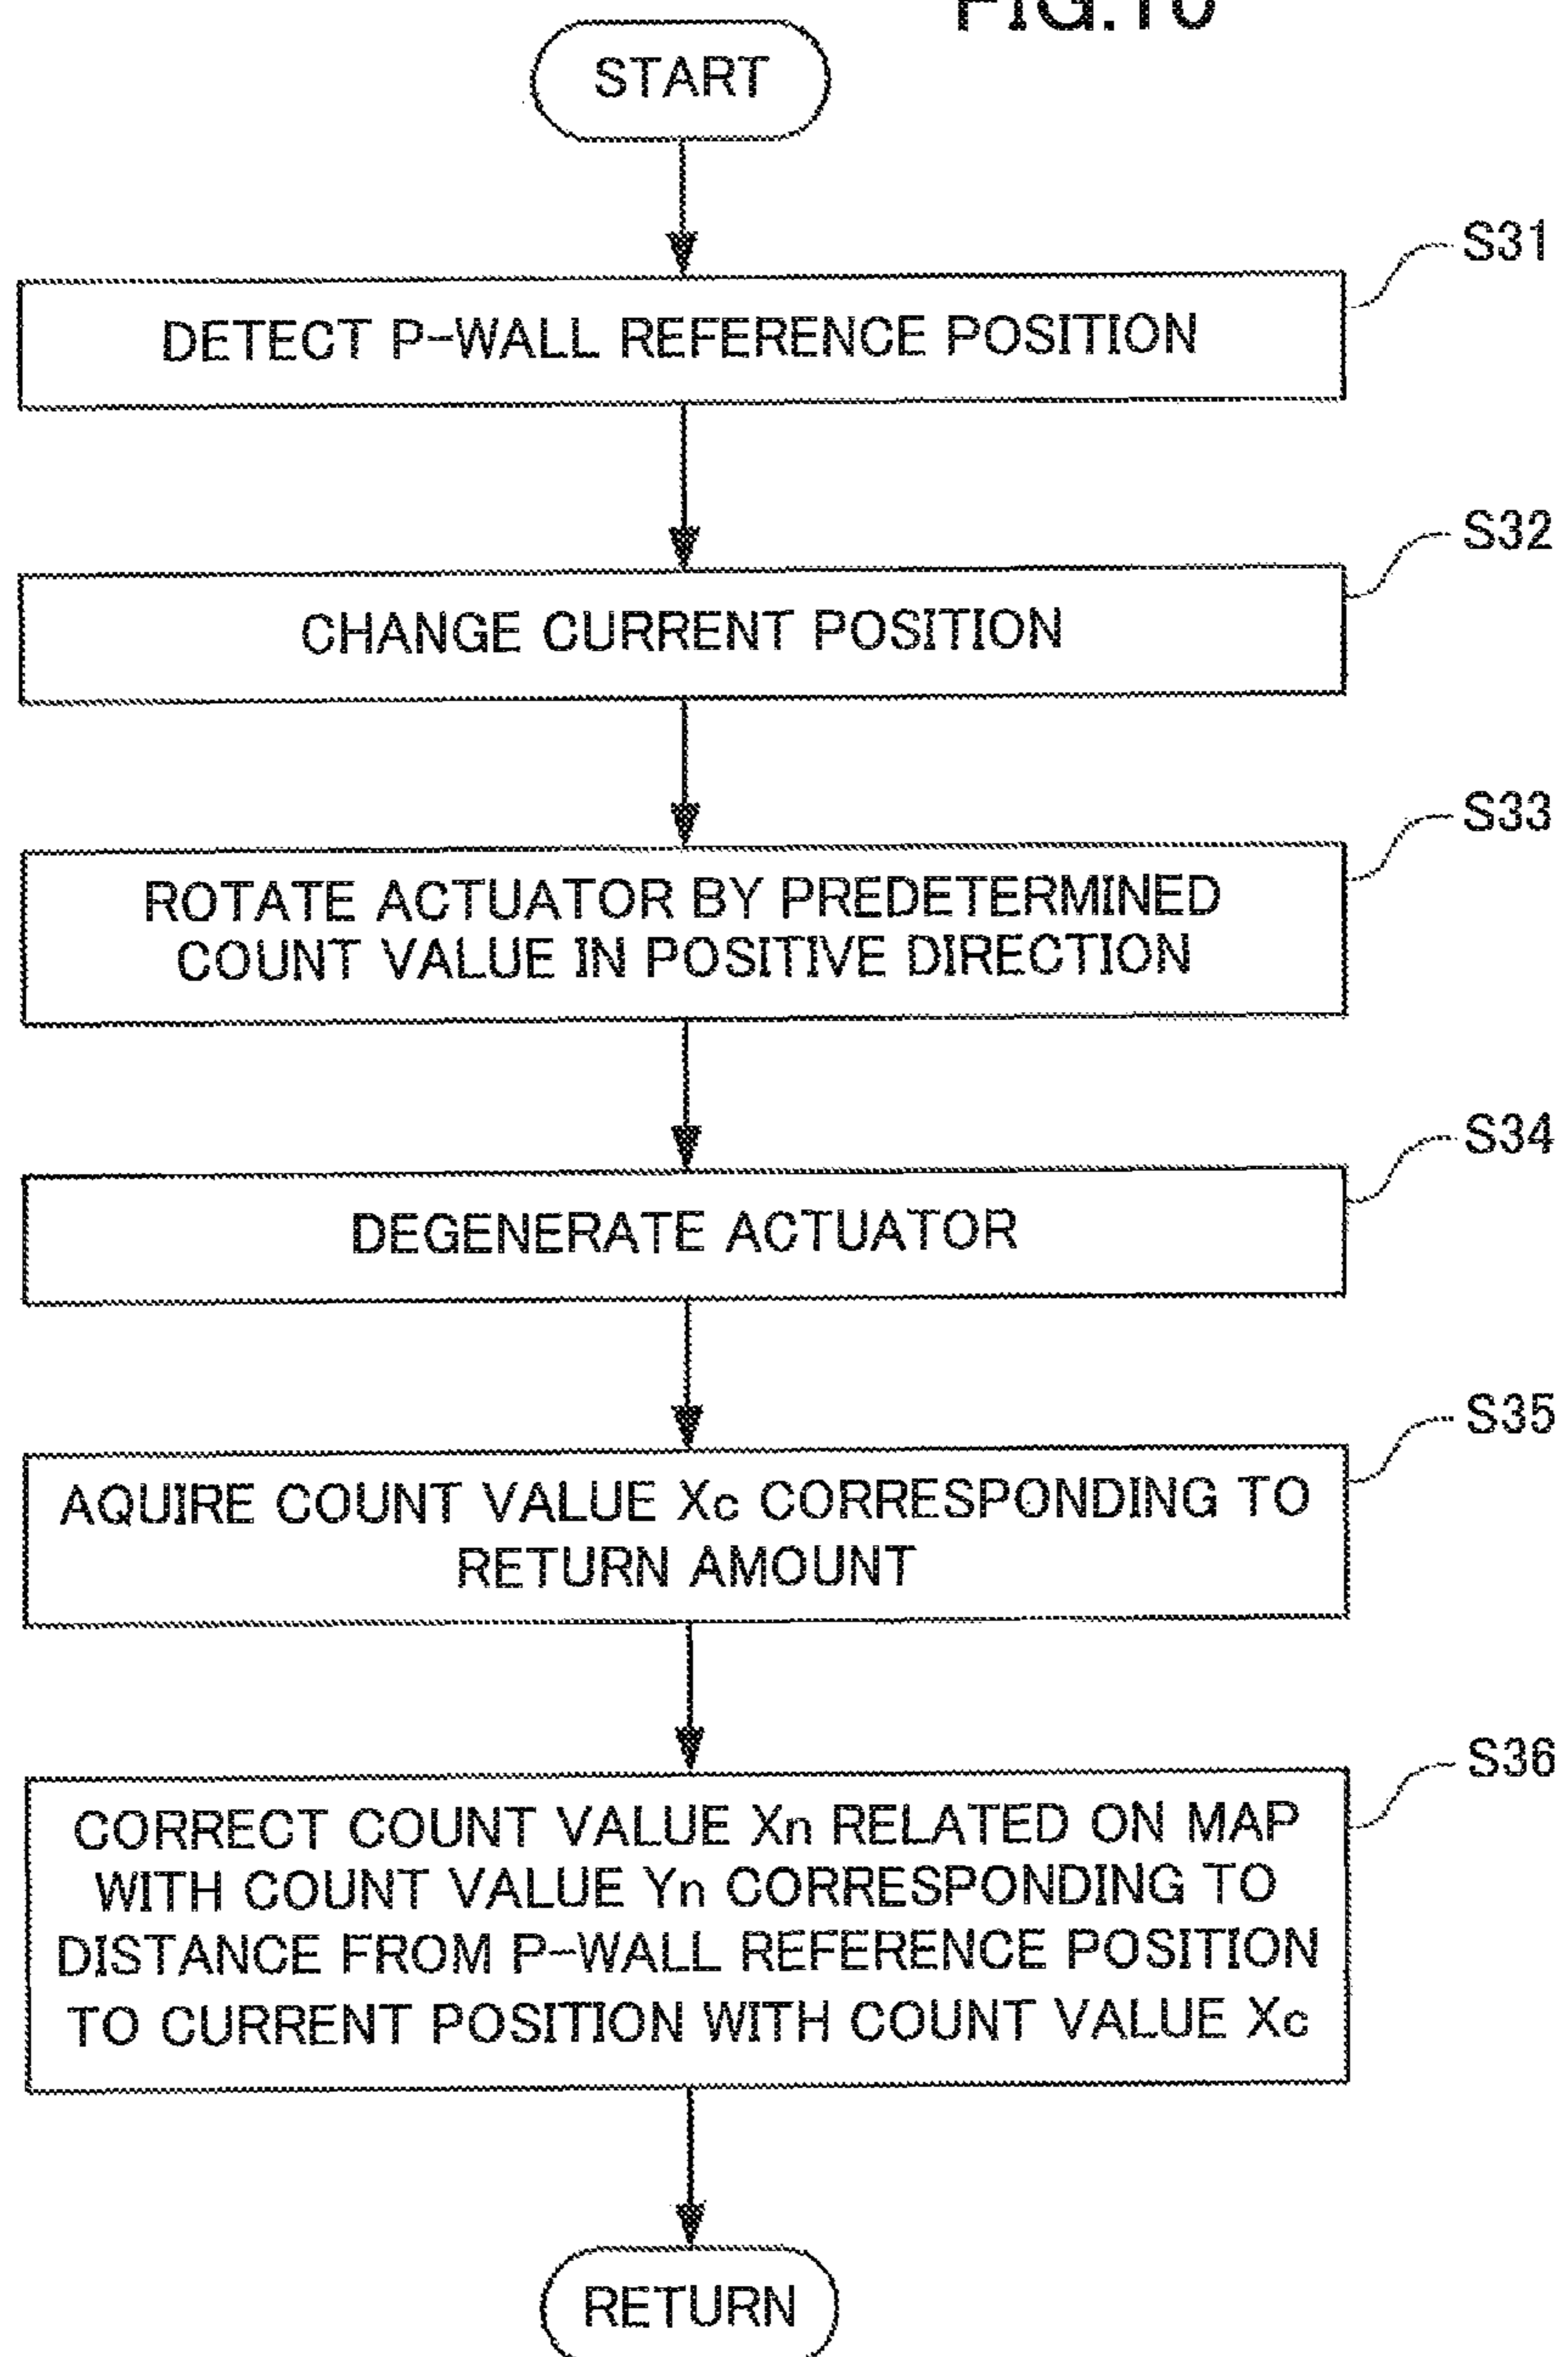 START
S31
DETECT P-WALL REFERENCE POSITION
S32
CHANGE CURRENT POSITION
S33
ROTATE ACTUATOR BY PREDETERMINED
COUNT VALUE IN POSITIVE DIRECTION
S34
DEGENERATE ACTUATOR
S35
AQUIRE COUNT VALUE Xc CORRESPONDING TO
RETURN AMOUNT
S36
CORRECT COUNT VALUE Xn RELATED ON MAP
WITH COUNT VALUE Yn CORRESPONDING TO
DISTANCE FROM P-WALL REFERENCE POSITION
TO CURRENT POSITION WITH COUNT VALUE Xc
RETURN